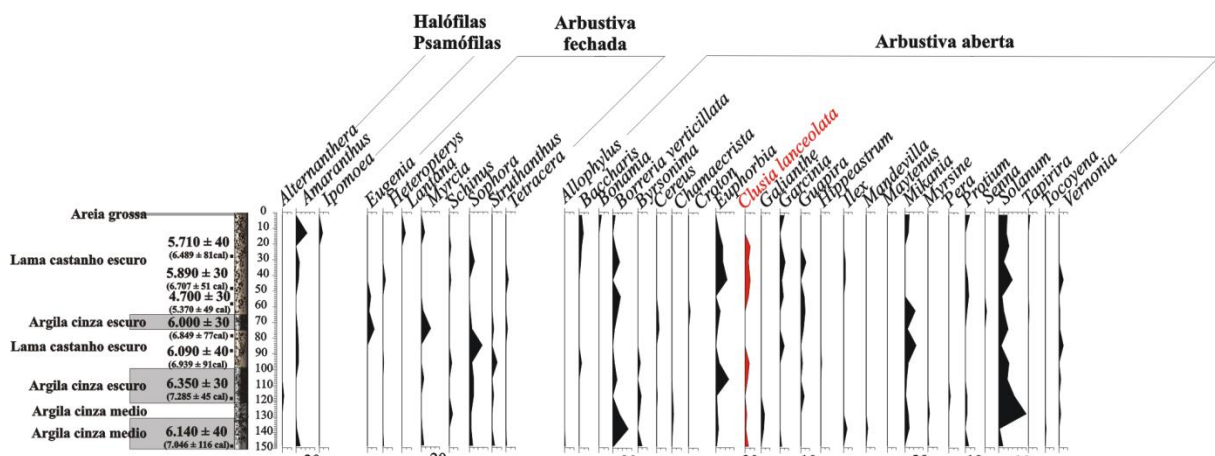 Halófilas
Psamófilas
Arbustiva
fechada
Arbustiva aberta
Alternanthera
Amaranthus
Ipomoea
Eugenia
Heteropterys
Lantana
Myrcia
Schinus
Sophora
Struthanthus
Tetracera
Allophylus
Baccharis
Bonamia
Borreria verticillata
Byrsonima
Cereus
Chamaecrista
Croton
Euphorbia
Clusia lanceolata
Galianthe
Garcinia
Guapira
Hippeastrum
Ilex
Mandevilla
Maytenus
Mikania
Myrsine
Pera
Protium
Senna
Solanum
Tapirira
Tocoyena
Vernonia
Areia grossa
5.710 ± 40
(6.489 ± 81cal)
Lama castanho escuro
5.890 ± 30
(6.707 ± 51 cal)
4.700 ± 30
(5.370 ± 49 cal)
Argila cinza escuro
6.000 ± 30
(6.849 ± 77cal)
Lama castanho escuro
6.090 ± 40
(6.939 ± 91cal)
Argila cinza escuro
6.350 ± 30
(7.285 ± 45 cal)
Argila cinza medio
Argila cinza medio
6.140 ± 40
(7.046 ± 116 cal)
0
10
20
30
40
50
60
70
80
90
100
110
120
130
140
150